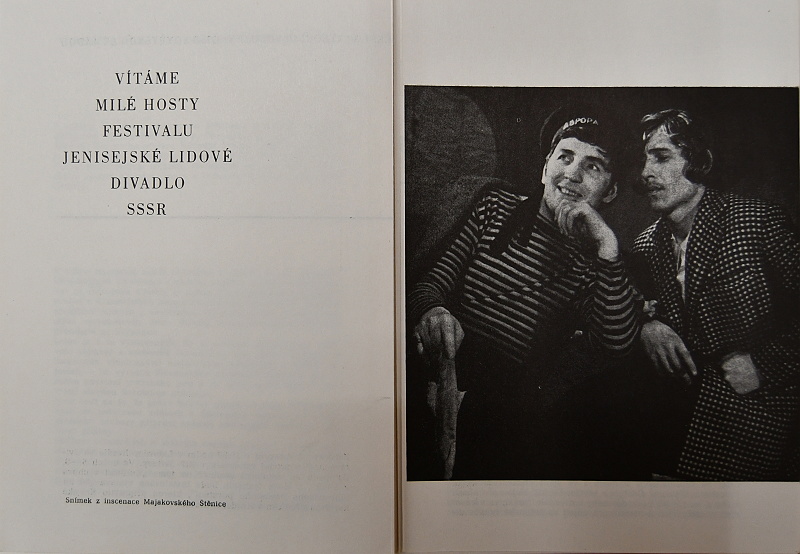 VÍTÁME
MILÉ HOSTY
FESTIVALU
JENISEJSKÉ LIDOVÉ
DIVADLO
SSSR
Snímek z inscenace Majakovského Štěnice